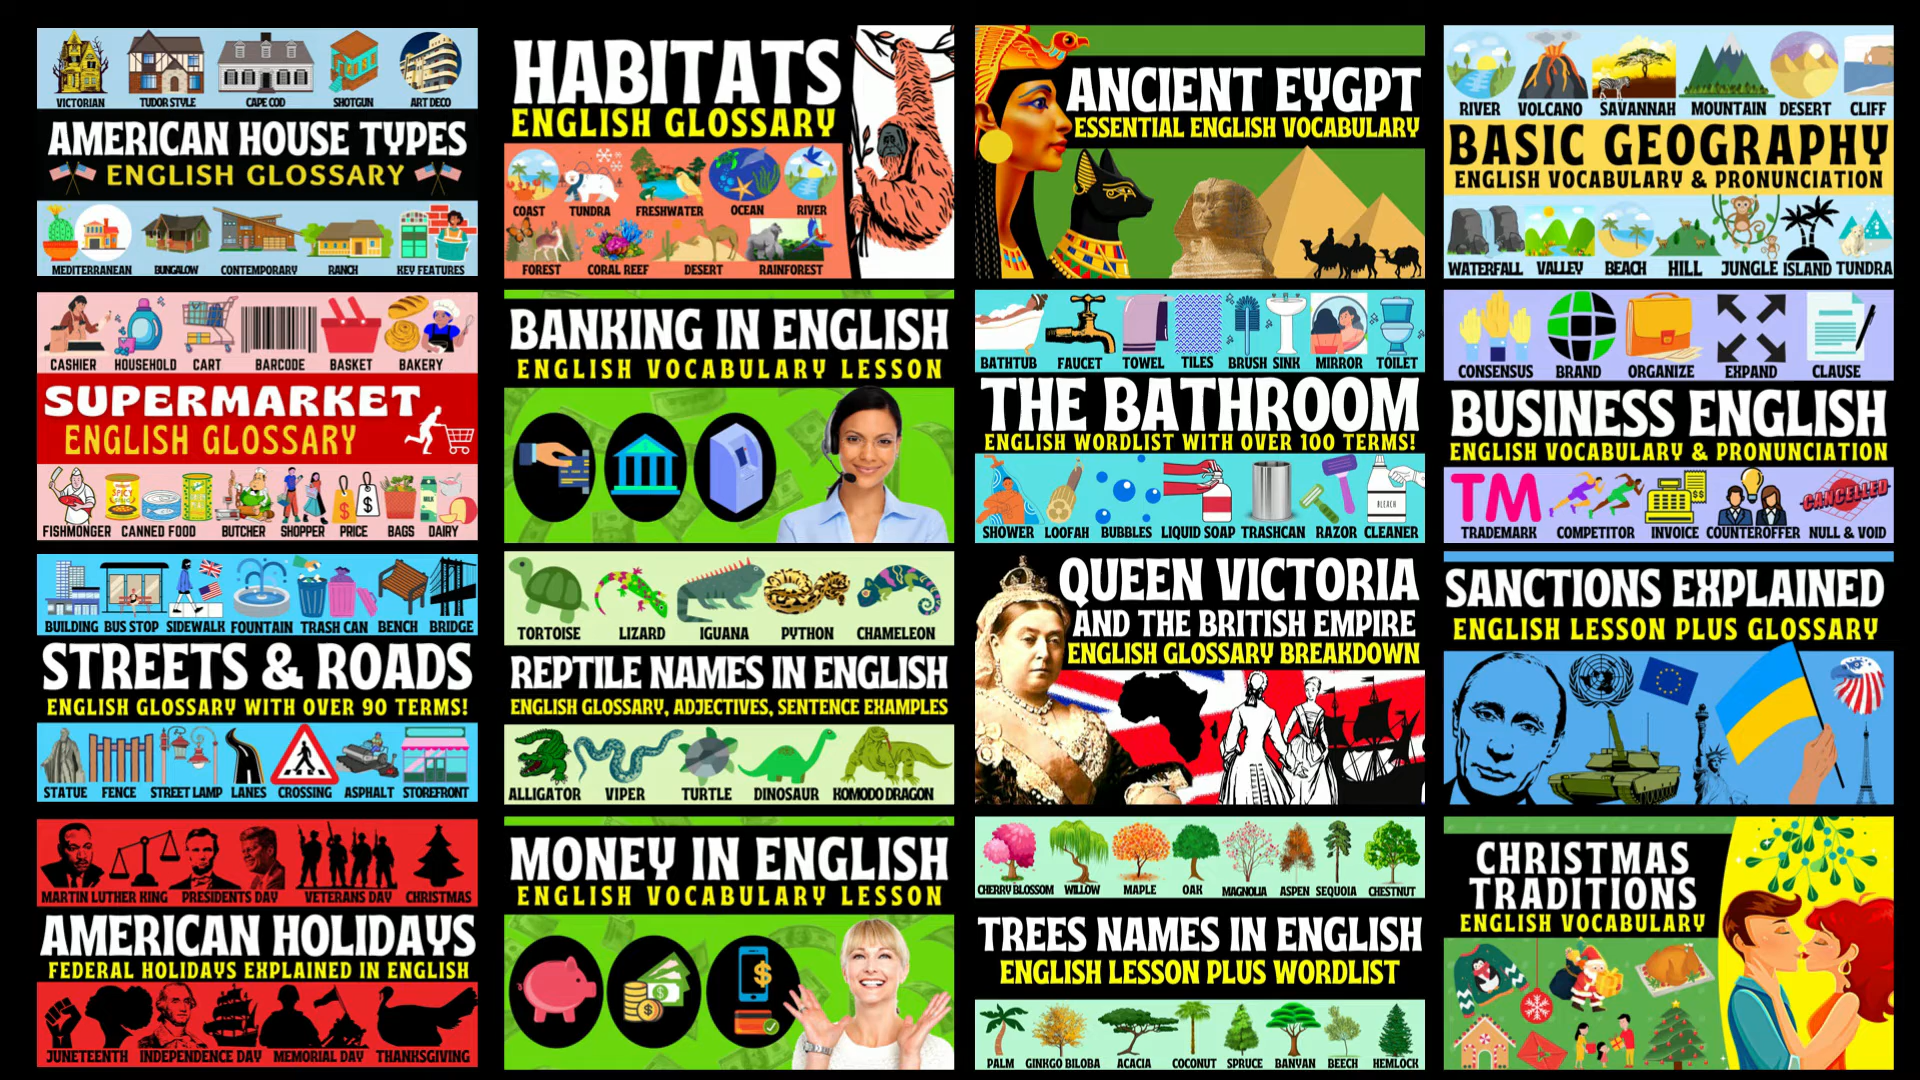 VICTORIAN TUDOR STYLE CAPE COD SHOTGUN ART DECO
AMERICAN HOUSE TYPES
ENGLISH GLOSSARY
MEDITERRANEAN BUNGALOW CONTEMPORARY RANCH KEY FEATURES
HABITATS
ENGLISH GLOSSARY
COAST TUNDRA FRESHWATER OCEAN RIVER
FOREST CORAL REEF DESERT RAINFOREST
ANCIENT EYGPT
ESSENTIAL ENGLISH VOCABULARY
RIVER VOLCANO SAVANNAH MOUNTAIN DESERT CLIFF
BASIC GEOGRAPHY
ENGLISH VOCABULARY & PRONUNCIATION
WATERFALL VALLEY BEACH HILL JUNGLE ISLAND TUNDRA
CASHIER HOUSEHOLD CART BARCODE BASKET BAKERY
SUPERMARKET
ENGLISH GLOSSARY
SPICY
$
MILK
FISHMONGER CANNED FOOD BUTCHER SHOPPER PRICE BAGS DAIRY
BANKING IN ENGLISH
ENGLISH VOCABULARY LESSON
BATHTUB FAUCET TOWEL TILES BRUSH SINK MIRROR TOILET
THE BATHROOM
ENGLISH WORDLIST WITH OVER 100 TERMS!
BLEACH
SHOWER LOOFAH BUBBLES LIQUID SOAP TRASHCAN RAZOR CLEANER
CONSENSUS BRAND ORGANIZE EXPAND CLAUSE
BUSINESS ENGLISH
ENGLISH VOCABULARY & PRONUNCIATION
TM
$$
CANCELLED
TRADEMARK COMPETITOR INVOICE COUNTEROFFER NULL & VOID
BUILDING BUS STOP SIDEWALK FOUNTAIN TRASH CAN BENCH BRIDGE
STREETS & ROADS
ENGLISH GLOSSARY WITH OVER 90 TERMS!
STATUE FENCE STREET LAMP LANES CROSSING ASPHALT STOREFRONT
TORTOISE LIZARD IGUANA PYTHON CHAMELEON
REPTILE NAMES IN ENGLISH
ENGLISH GLOSSARY, ADJECTIVES, SENTENCE EXAMPLES
ALLIGATOR VIPER TURTLE DINOSAUR KOMODO DRAGON
QUEEN VICTORIA
AND THE BRITISH EMPIRE
ENGLISH GLOSSARY BREAKDOWN
SANCTIONS EXPLAINED
ENGLISH LESSON PLUS GLOSSARY
MARTIN LUTHER KING PRESIDENTS DAY VETERANS DAY CHRISTMAS
AMERICAN HOLIDAYS
FEDERAL HOLIDAYS EXPLAINED IN ENGLISH
JUNETEENTH INDEPENDENCE DAY MEMORIAL DAY THANKSGIVING
MONEY IN ENGLISH
ENGLISH VOCABULARY LESSON
$
$
$
CHERRY BLOSSOM WILLOW MAPLE OAK MAGNOLIA ASPEN SEQUOIA CHESTNUT
TREES NAMES IN ENGLISH
ENGLISH LESSON PLUS WORDLIST
PALM GINKGO BILOBA ACACIA COCONUT SPRUCE BANYAN BEECH HEMLOCK
CHRISTMAS
TRADITIONS
ENGLISH VOCABULARY